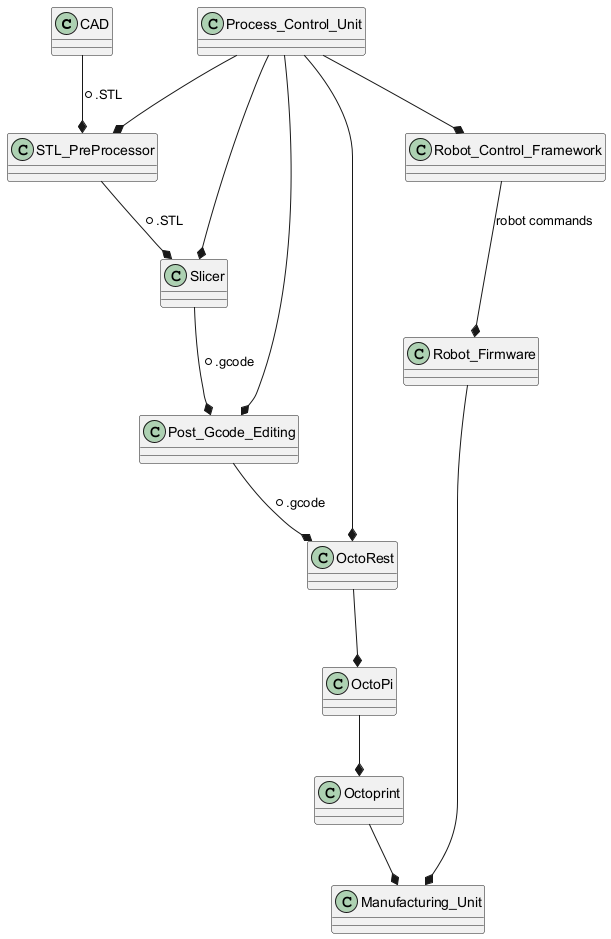 C CAD
C Process_Control_Unit
.STL
C STL_PreProcessor
C Robot_Control_Framework
.STL
robot commands
C Slicer
C Robot_Firmware
.gcode
C Post_Gcode_Editing
.gcode
C OctoRest
C OctoPi
C Octoprint
C Manufacturing_Unit